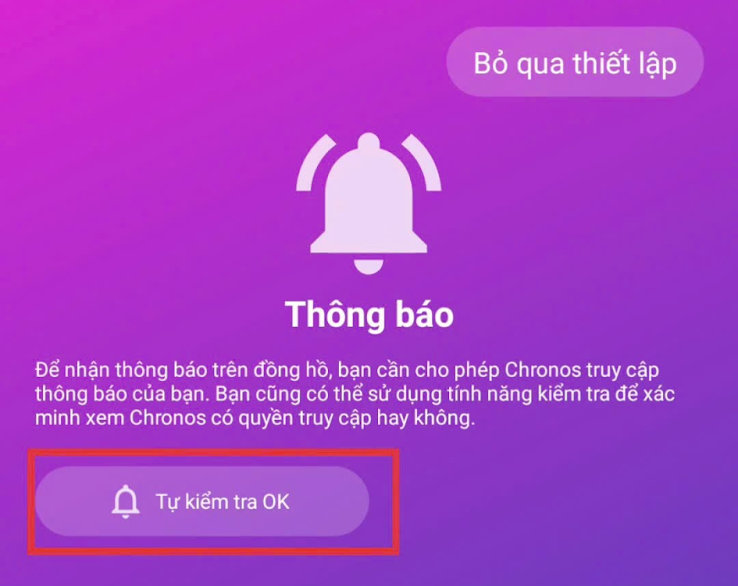 Bỏ qua thiết lập
Thông báo
Để nhận thông báo trên đồng hồ, bạn cần cho phép Chronos truy cập
thông báo của bạn. Bạn cũng có thể sử dụng tính năng kiểm tra để xác
minh xem Chronos có quyền truy cập hay không.
Tự kiểm tra OK